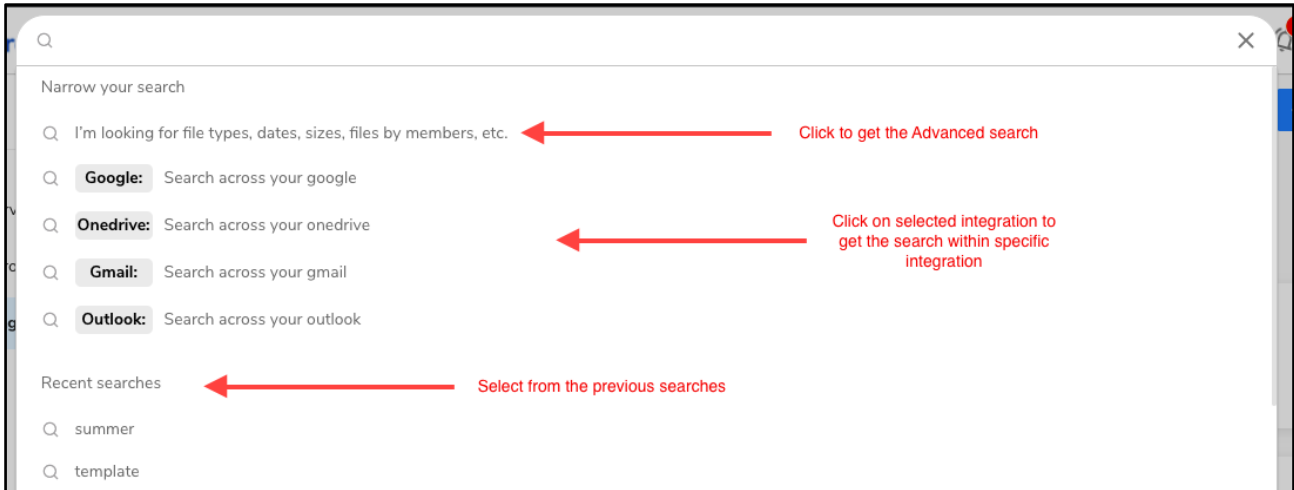 Narrow your search
I'm looking for file types, dates, sizes, files by members, etc.
Click to get the Advanced search
Google: Search across your google
Onedrive: Search across your onedrive
Click on selected integration to
get the search within specific
integration
Gmail: Search across your gmail
Outlook: Search across your outlook
Recent searches
Select from the previous searches
summer
template